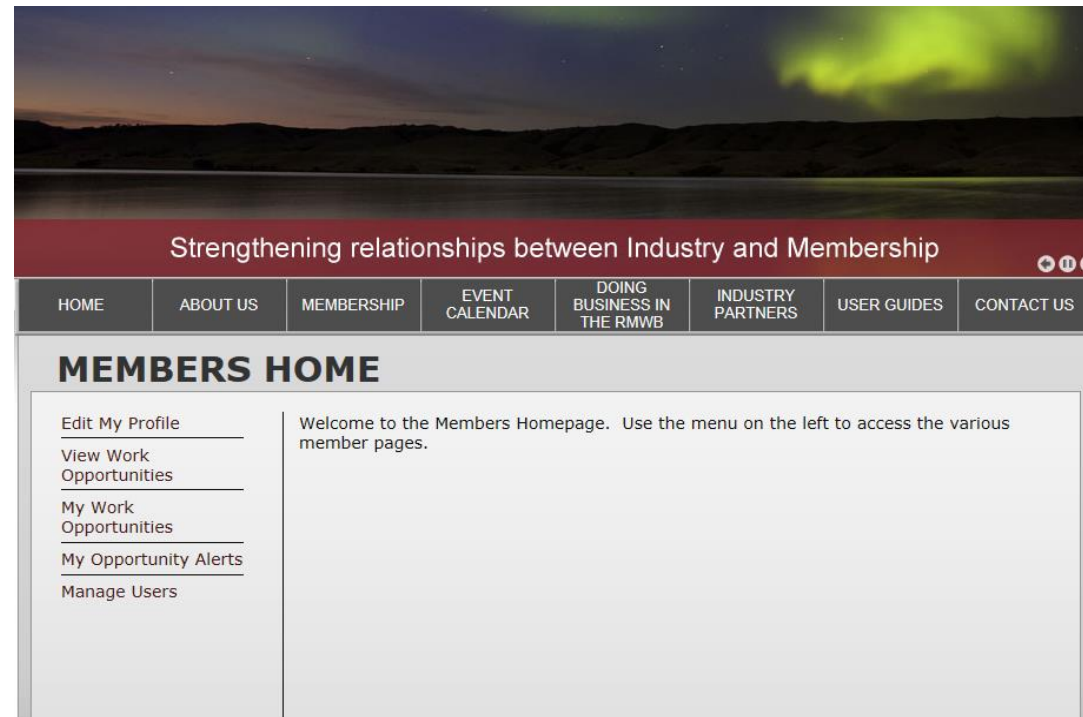 Strengthening relationships between Industry and Membership
HOME
ABOUT US
MEMBERSHIP
EVENT
CALENDAR
DOING
BUSINESS IN
THE RMWB
INDUSTRY
PARTNERS
USER GUIDES
CONTACT US
MEMBERS HOME
Edit My Profile
View Work
Opportunities
My Work
Opportunities
My Opportunity Alerts
Manage Users
Welcome to the Members Homepage.  Use the menu on the left to access the various
member pages.